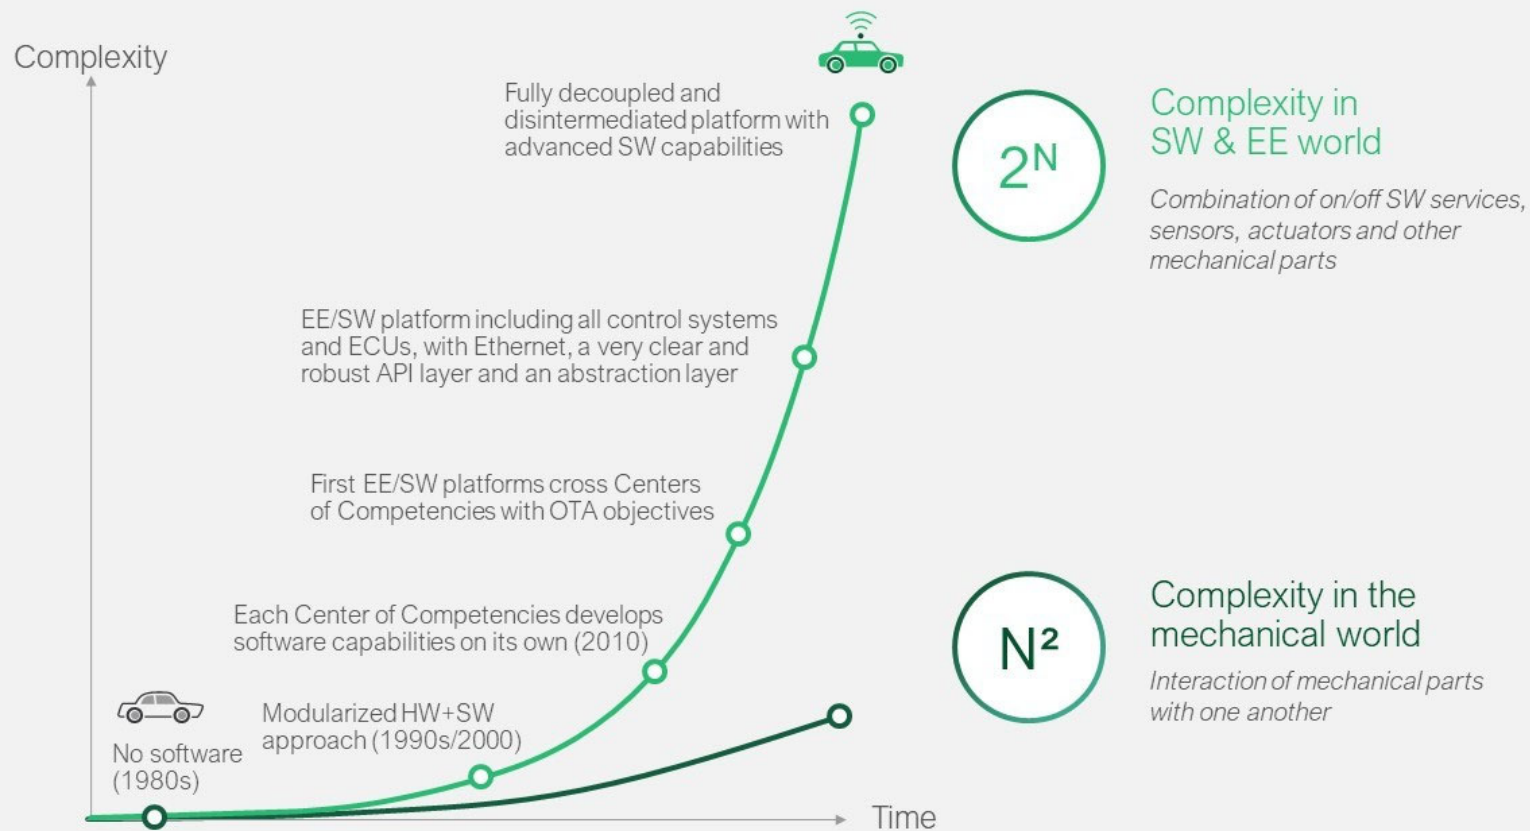 Complexity
Fully decoupled and
disintermediated platform with
advanced SW capabilities
EE/SW platform including all control systems
and ECUs, with Ethernet, a very clear and
robust API layer and an abstraction layer
First EE/SW platforms cross Centers
of Competencies with OTA objectives
Each Center of Competencies develops
software capabilities on its own (2010)
Modularized HW+SW
approach (1990s/2000)
No software
(1980s)
Time
2ᴺ
Complexity in
SW & EE world
Combination of on/off SW services,
sensors, actuators and other
mechanical parts
N²
Complexity in the
mechanical world
Interaction of mechanical parts
with one another